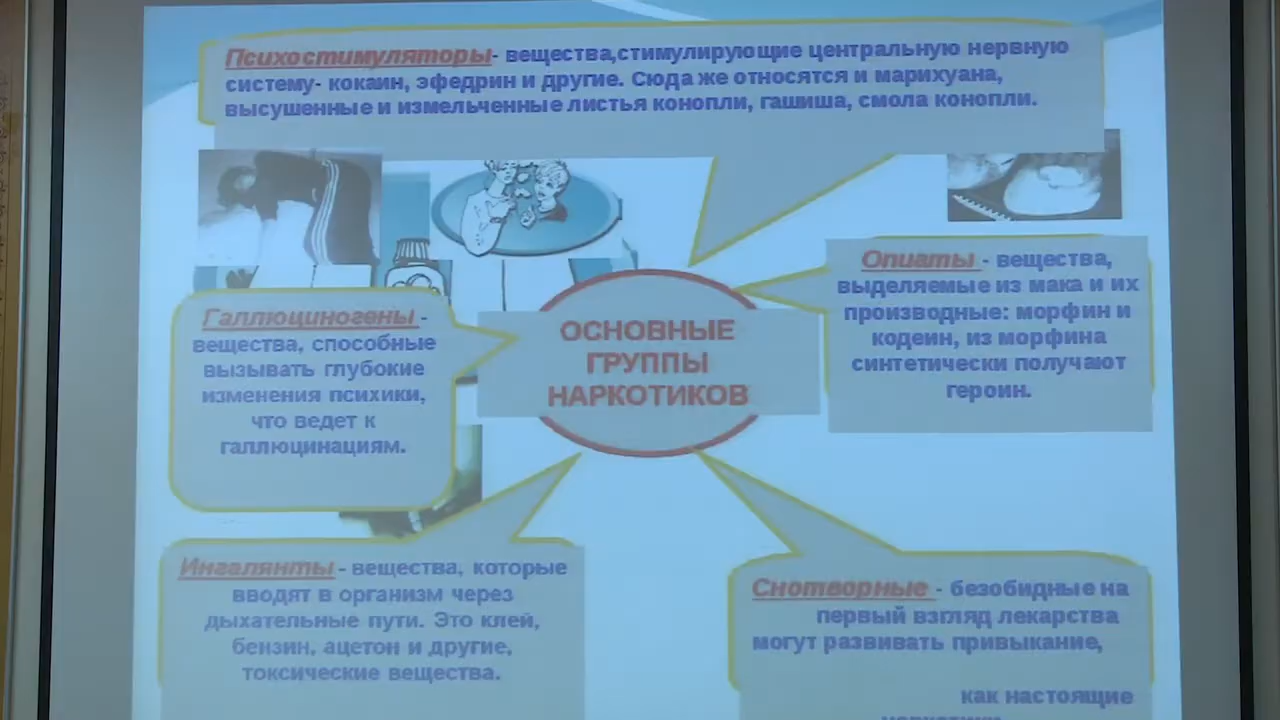 Психостимуляторы- вещества,стимулирующие центральную нервную
систему- кокаин, эфедрин и другие. Сюда же относятся и марихуана,
высушенные и измельченные листья конопли, гашиша, смола конопли.
Опиаты - вещества,
выделяемые из мака и их
производные: морфин и
кодеин, из морфина
синтетически получают
героин.
Галлюциногены -
вещества, способные
вызывать глубокие
изменения психики,
что ведет к
галлюцинациям.
ОСНОВНЫЕ
ГРУППЫ
НАРКОТИКОВ
Ингалянты - вещества, которые
вводят в организм через
дыхательные пути. Это клей,
бензин, ацетон и другие,
токсические вещества.
Снотворные - безобидные на
первый взгляд лекарства
могут развивать привыкание,
как настоящие